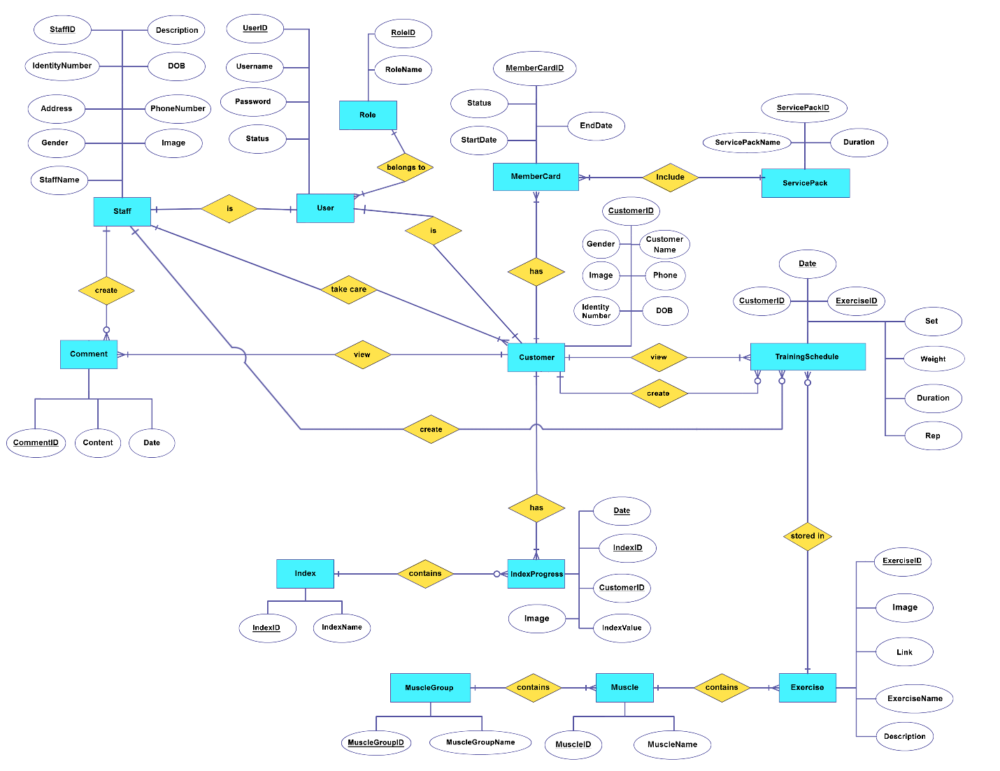 StaffID
Description
IdentityNumber
DOB
Address
PhoneNumber
Gender
Image
StaffName
Staff
UserID
Username
Password
Status
User
RoleID
RoleName
Role
belongs to
is
is
MemberCardID
Status
StartDate
EndDate
MemberCard
Include
ServicePackID
ServicePackName
Duration
ServicePack
has
CustomerID
Gender
Customer
Name
Image
Phone
Identity
Number
DOB
create
take care
Comment
view
Customer
view
create
create
CommentID
Content
Date
Date
CustomerID
ExerciseID
TrainingSchedule
Set
Weight
Duration
Rep
has
stored in
Index
contains
IndexProgress
IndexID
IndexName
Date
IndexID
CustomerID
Image
IndexValue
MuscleGroup
contains
Muscle
contains
Exercise
MuscleGroupID
MuscleGroupName
MuscleID
MuscleName
ExerciseID
Image
Link
ExerciseName
Description